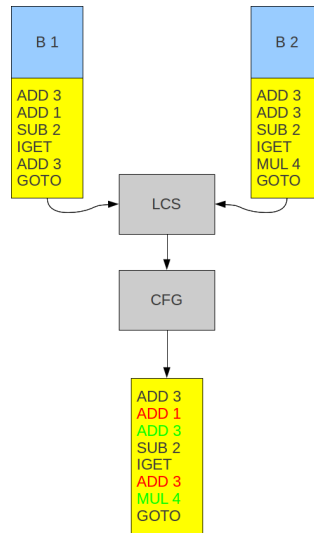 B 1
ADD 3
ADD 1
SUB 2
IGET
ADD 3
GOTO
B 2
ADD 3
ADD 3
SUB 2
IGET
MUL 4
GOTO
LCS
CFG
ADD 3
ADD 1
ADD 3
SUB 2
IGET
ADD 3
MUL 4
GOTO